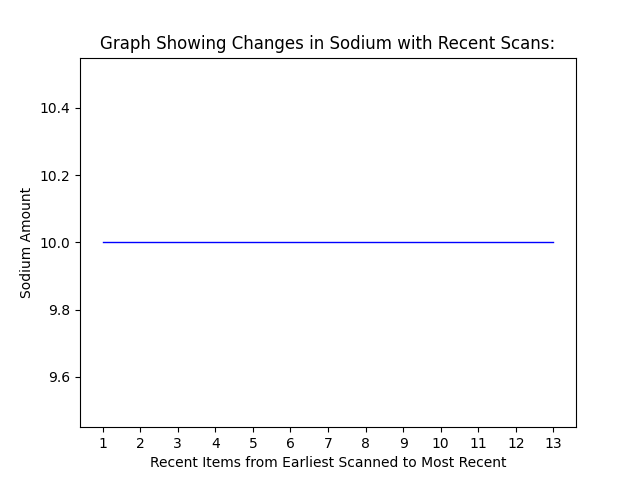 Graph Showing Changes in Sodium with Recent Scans:
10.4
10.2
10.0
9.8
9.6
Sodium Amount
1 2 3 4 5 6 7 8 9 10 11 12 13
Recent Items from Earliest Scanned to Most Recent